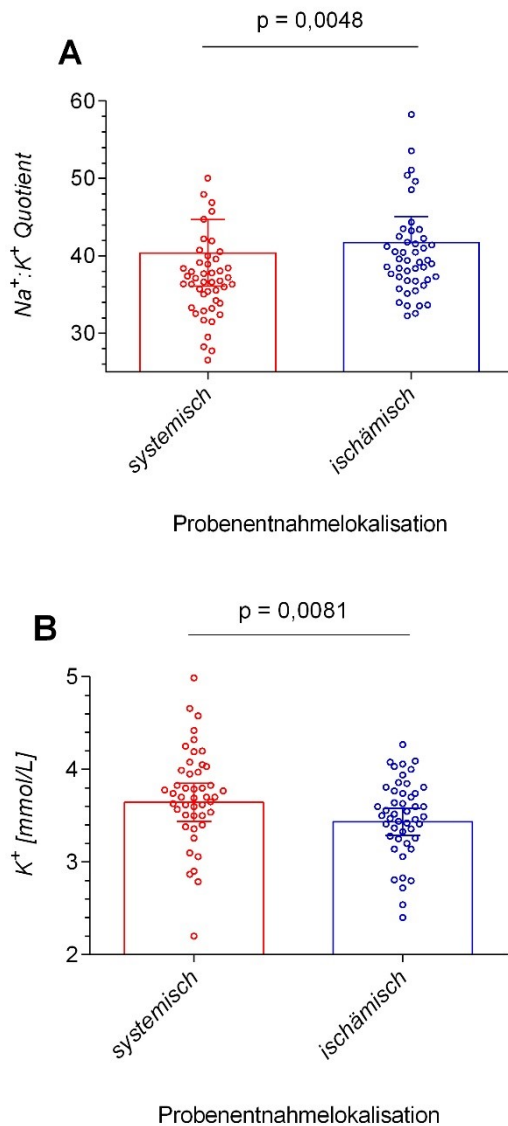 p = 0,0048
A
60
50
40
30
Na⁺:K⁺ Quotient
systemisch
ischämisch
Probenentnahmelokalisation
p = 0,0081
B
5
4
3
2
K⁺ [mmol/L]
systemisch
ischämisch
Probenentnahmelokalisation